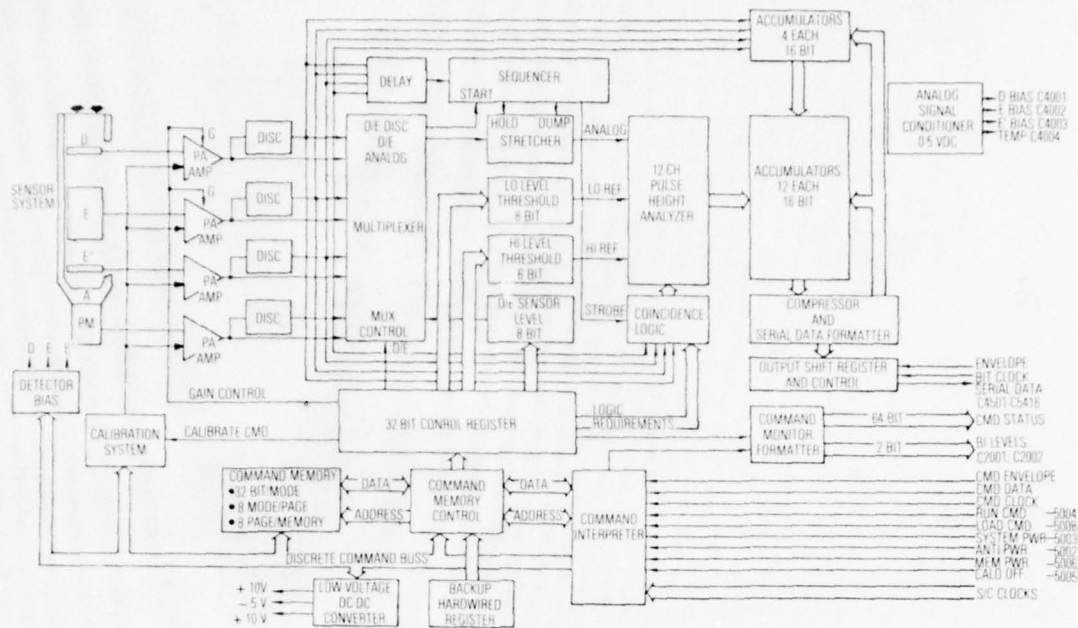 ACCUMULATORS
4 EACH
16 BIT
DELAY
SEQUENCER
START
HOLD
DUMP
STRETCHER
ANALOG
ANALOG
SIGNAL
CONDITIONER
0-5 VDC
D BIAS C4001
E BIAS C4002
E' BIAS C4003
TEMP C4004
SENSOR
SYSTEM
D
E
E'
A
PM
G
PA
AMP
DISC
G
PA
AMP
DISC
PA
AMP
DISC
PA
AMP
DISC
D/E DISC
D/E
ANALOG
MULTIPLEXER
MUX
CONTROL
D/E
LO LEVEL
THRESHOLD
8 BIT
LO REF
HI LEVEL
THRESHOLD
6 BIT
HI REF
D/E SENSOR
LEVEL
8 BIT
STROBE
12 CH
PULSE
HEIGHT
ANALYZER
COINCIDENCE
LOGIC
ACCUMULATORS
12 EACH
16 BIT
COMPRESSOR
AND
SERIAL DATA FORMATTER
OUTPUT SHIFT REGISTER
AND CONTROL
ENVELOPE
BIT CLOCK
SERIAL DATA
C4501 C5416
D E E'
DETECTOR
BIAS
GAIN CONTROL
CALIBRATE CMD
CALIBRATION
SYSTEM
32 BIT CONROL REGISTER
LOGIC
REQUIREMENTS
COMMAND
MONITOR
FORMATTER
64 BIT
CMD STATUS
2 BIT
BI LEVELS
C2001, C2002
COMMAND MEMORY
•32 BIT/MODE
•8 MODE/PAGE
•8 PAGE/MEMORY
DATA
ADDRESS
COMMAND
MEMORY
CONTROL
DATA
ADDRESS
COMMAND
INTERPRETER
CMD ENVELOPE
CMD DATA
CMD CLOCK
RUN CMD -5004
LOAD CMD -5008
SYSTEM PWR -5003
ANTI PWR -5002
MEM PWR -5006
CALO OFF -5005
S/C CLOCKS
DISCRETE COMMAND BUSS
+ 10V
- 5 V
+ 10 V
LOW VOLTAGE
DC DC
CONVERTER
BACKUP
HARDWIRED
REGISTER